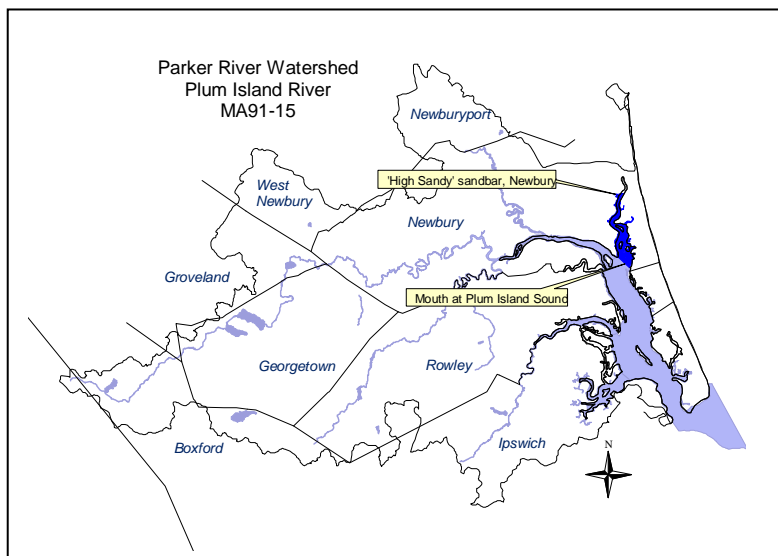 Parker River Watershed
Plum Island River
MA91-15
Newburyport
'High Sandy' sandbar, Newbury
West
Newbury
Newbury
Groveland
Mouth at Plum Island Sound
Georgetown
Rowley
Boxford
Ipswich
N